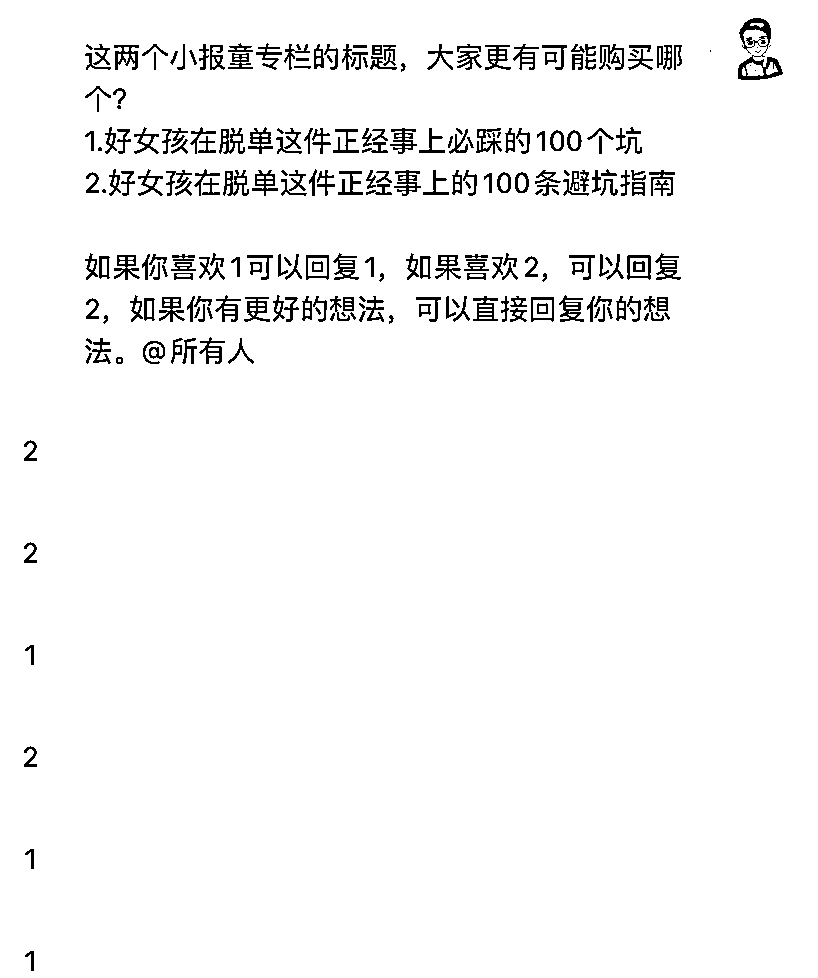 这两个小报童专栏的标题，大家更有可能购买哪
个？
1.好女孩在脱单这件正经事上必踩的100个坑
2.好女孩在脱单这件正经事上的100条避坑指南
如果你喜欢1可以回复1，如果喜欢2，可以回复
2，如果你有更好的想法，可以直接回复你的想
法。@所有人
2
2
1
2
1
1